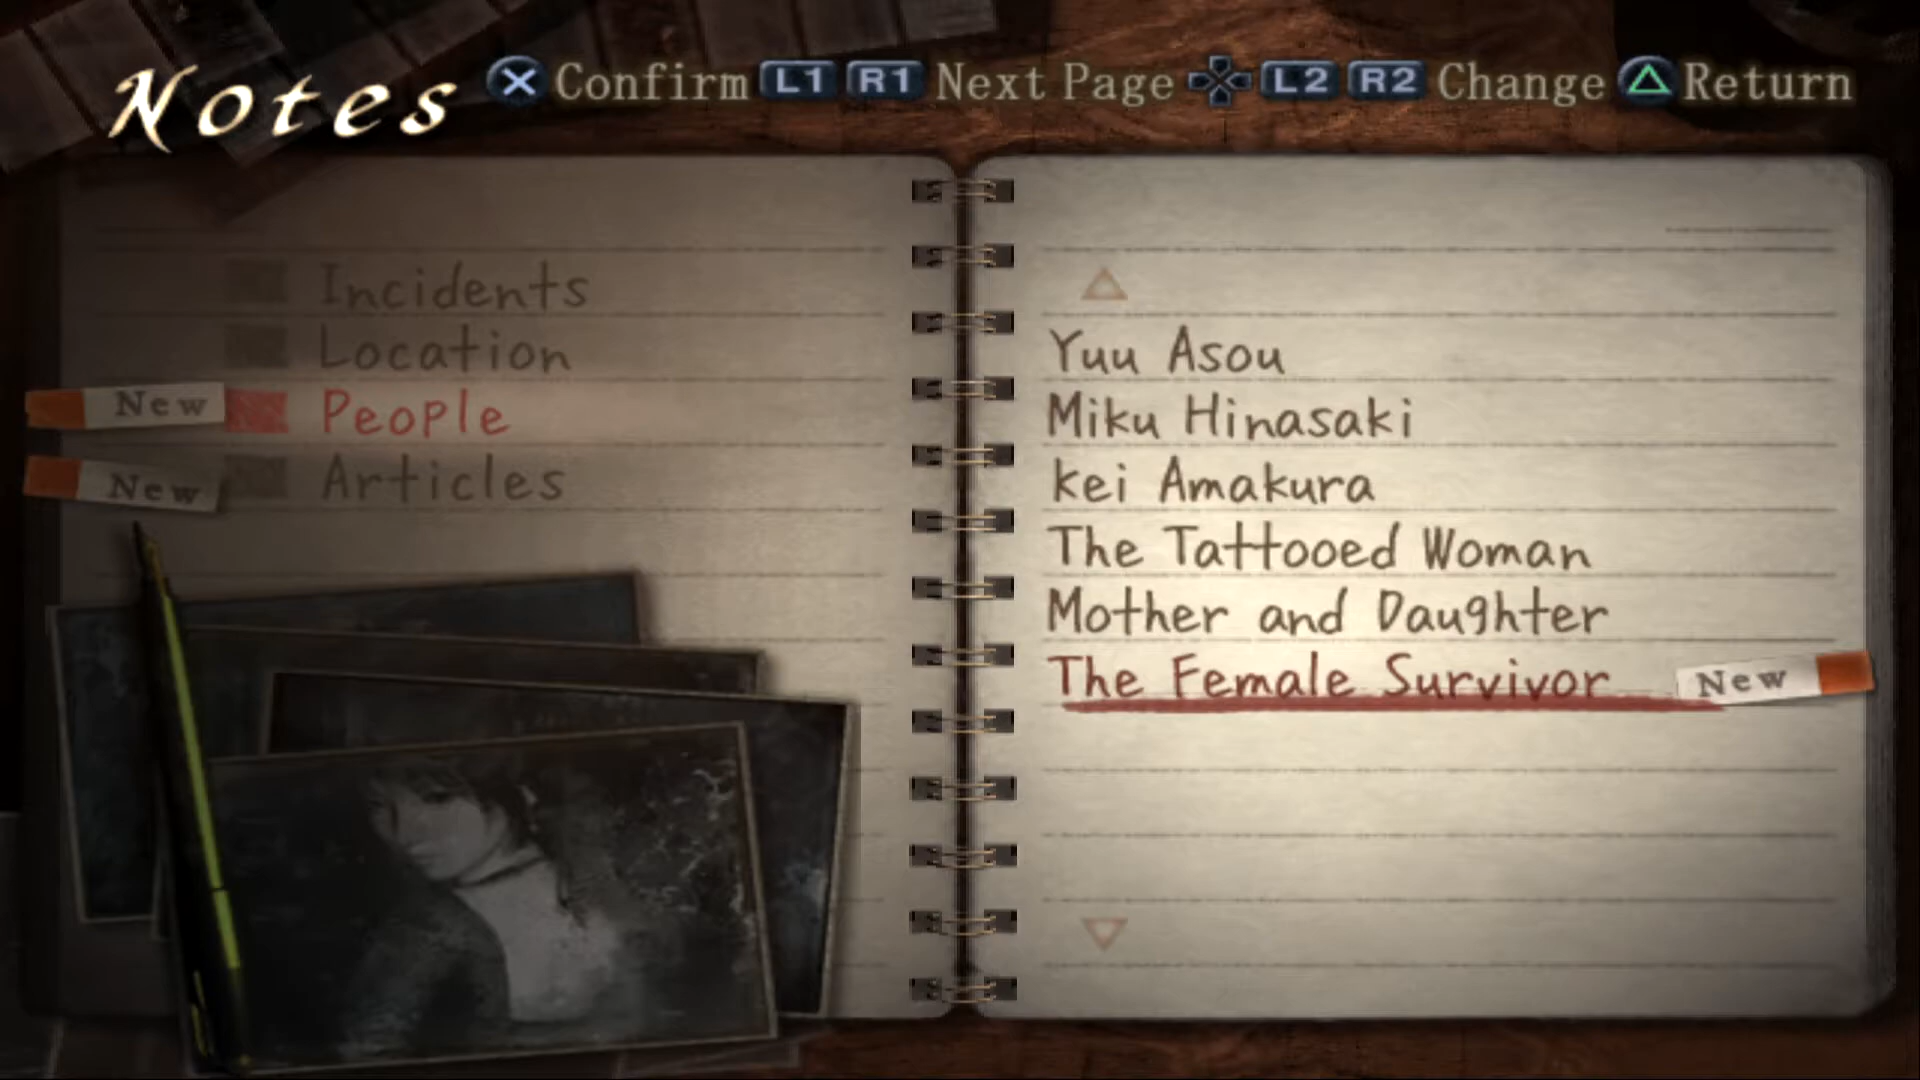 Notes
Confirm L1 R1 Next Page L2 R2 Change Return
Incidents
Location
New People
New Articles
Yuu Asou
Miku Hinasaki
kei Amakura
The Tattooed Woman
Mother and Daughter
The Female Survivor New